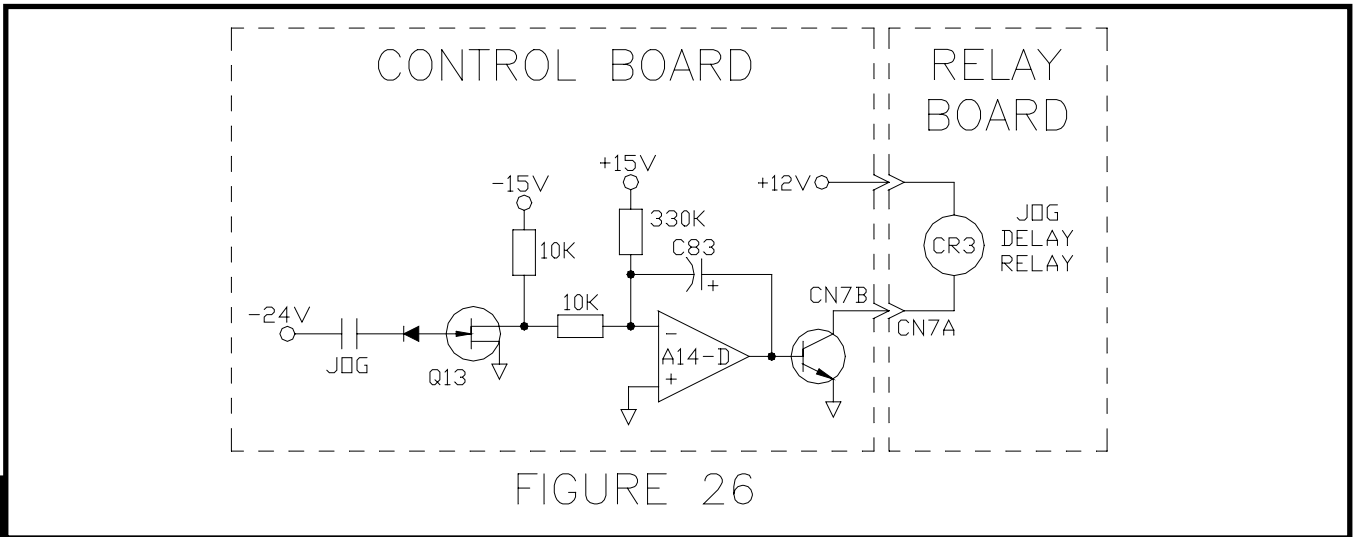 CONTROL BOARD
RELAY
BOARD
-15V
+15V
+12V
10K
330K
C83
+
JOG
DELAY
RELAY
CR3
-24V
10K
CN7B
CN7A
JOG
Q13
-
A14-D
+
FIGURE 26